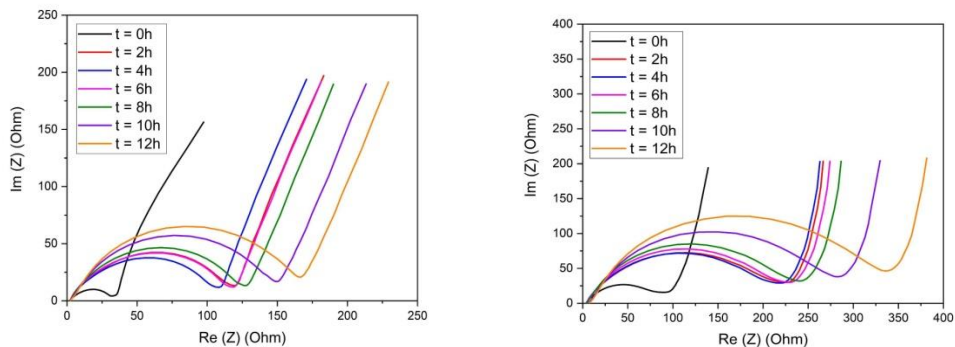 250
200
150
100
50
0
Im (Z) (Ohm)
t = 0h
t = 2h
t = 4h
t = 6h
t = 8h
t = 10h
t = 12h
0 50 100 150 200 250
Re (Z) (Ohm)
400
350
300
250
200
150
100
50
0
Im (Z) (Ohm)
t = 0h
t = 2h
t = 4h
t = 6h
t = 8h
t = 10h
t = 12h
0 50 100 150 200 250 300 350 400
Re (Z) (Ohm)